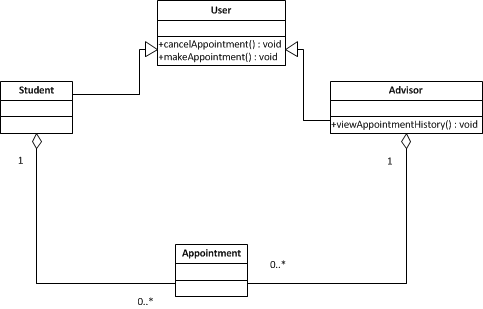 User
+cancelAppointment() : void
+makeAppointment() : void
Student
Advisor
+viewAppointmentHistory() : void
1
1
Appointment
0..*
0..*